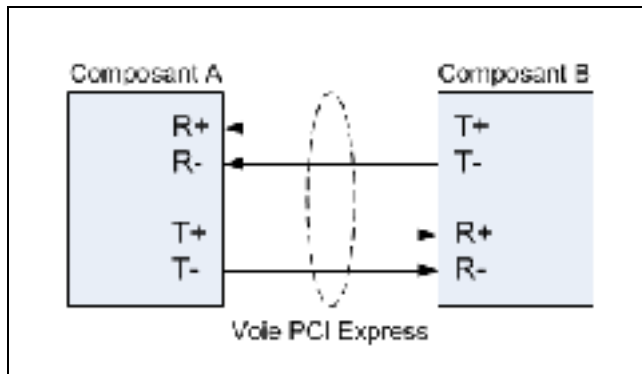 Composant A
Composant B
R+
T+
R-
T-
T+
R+
T-
R-
Voie PCI Express